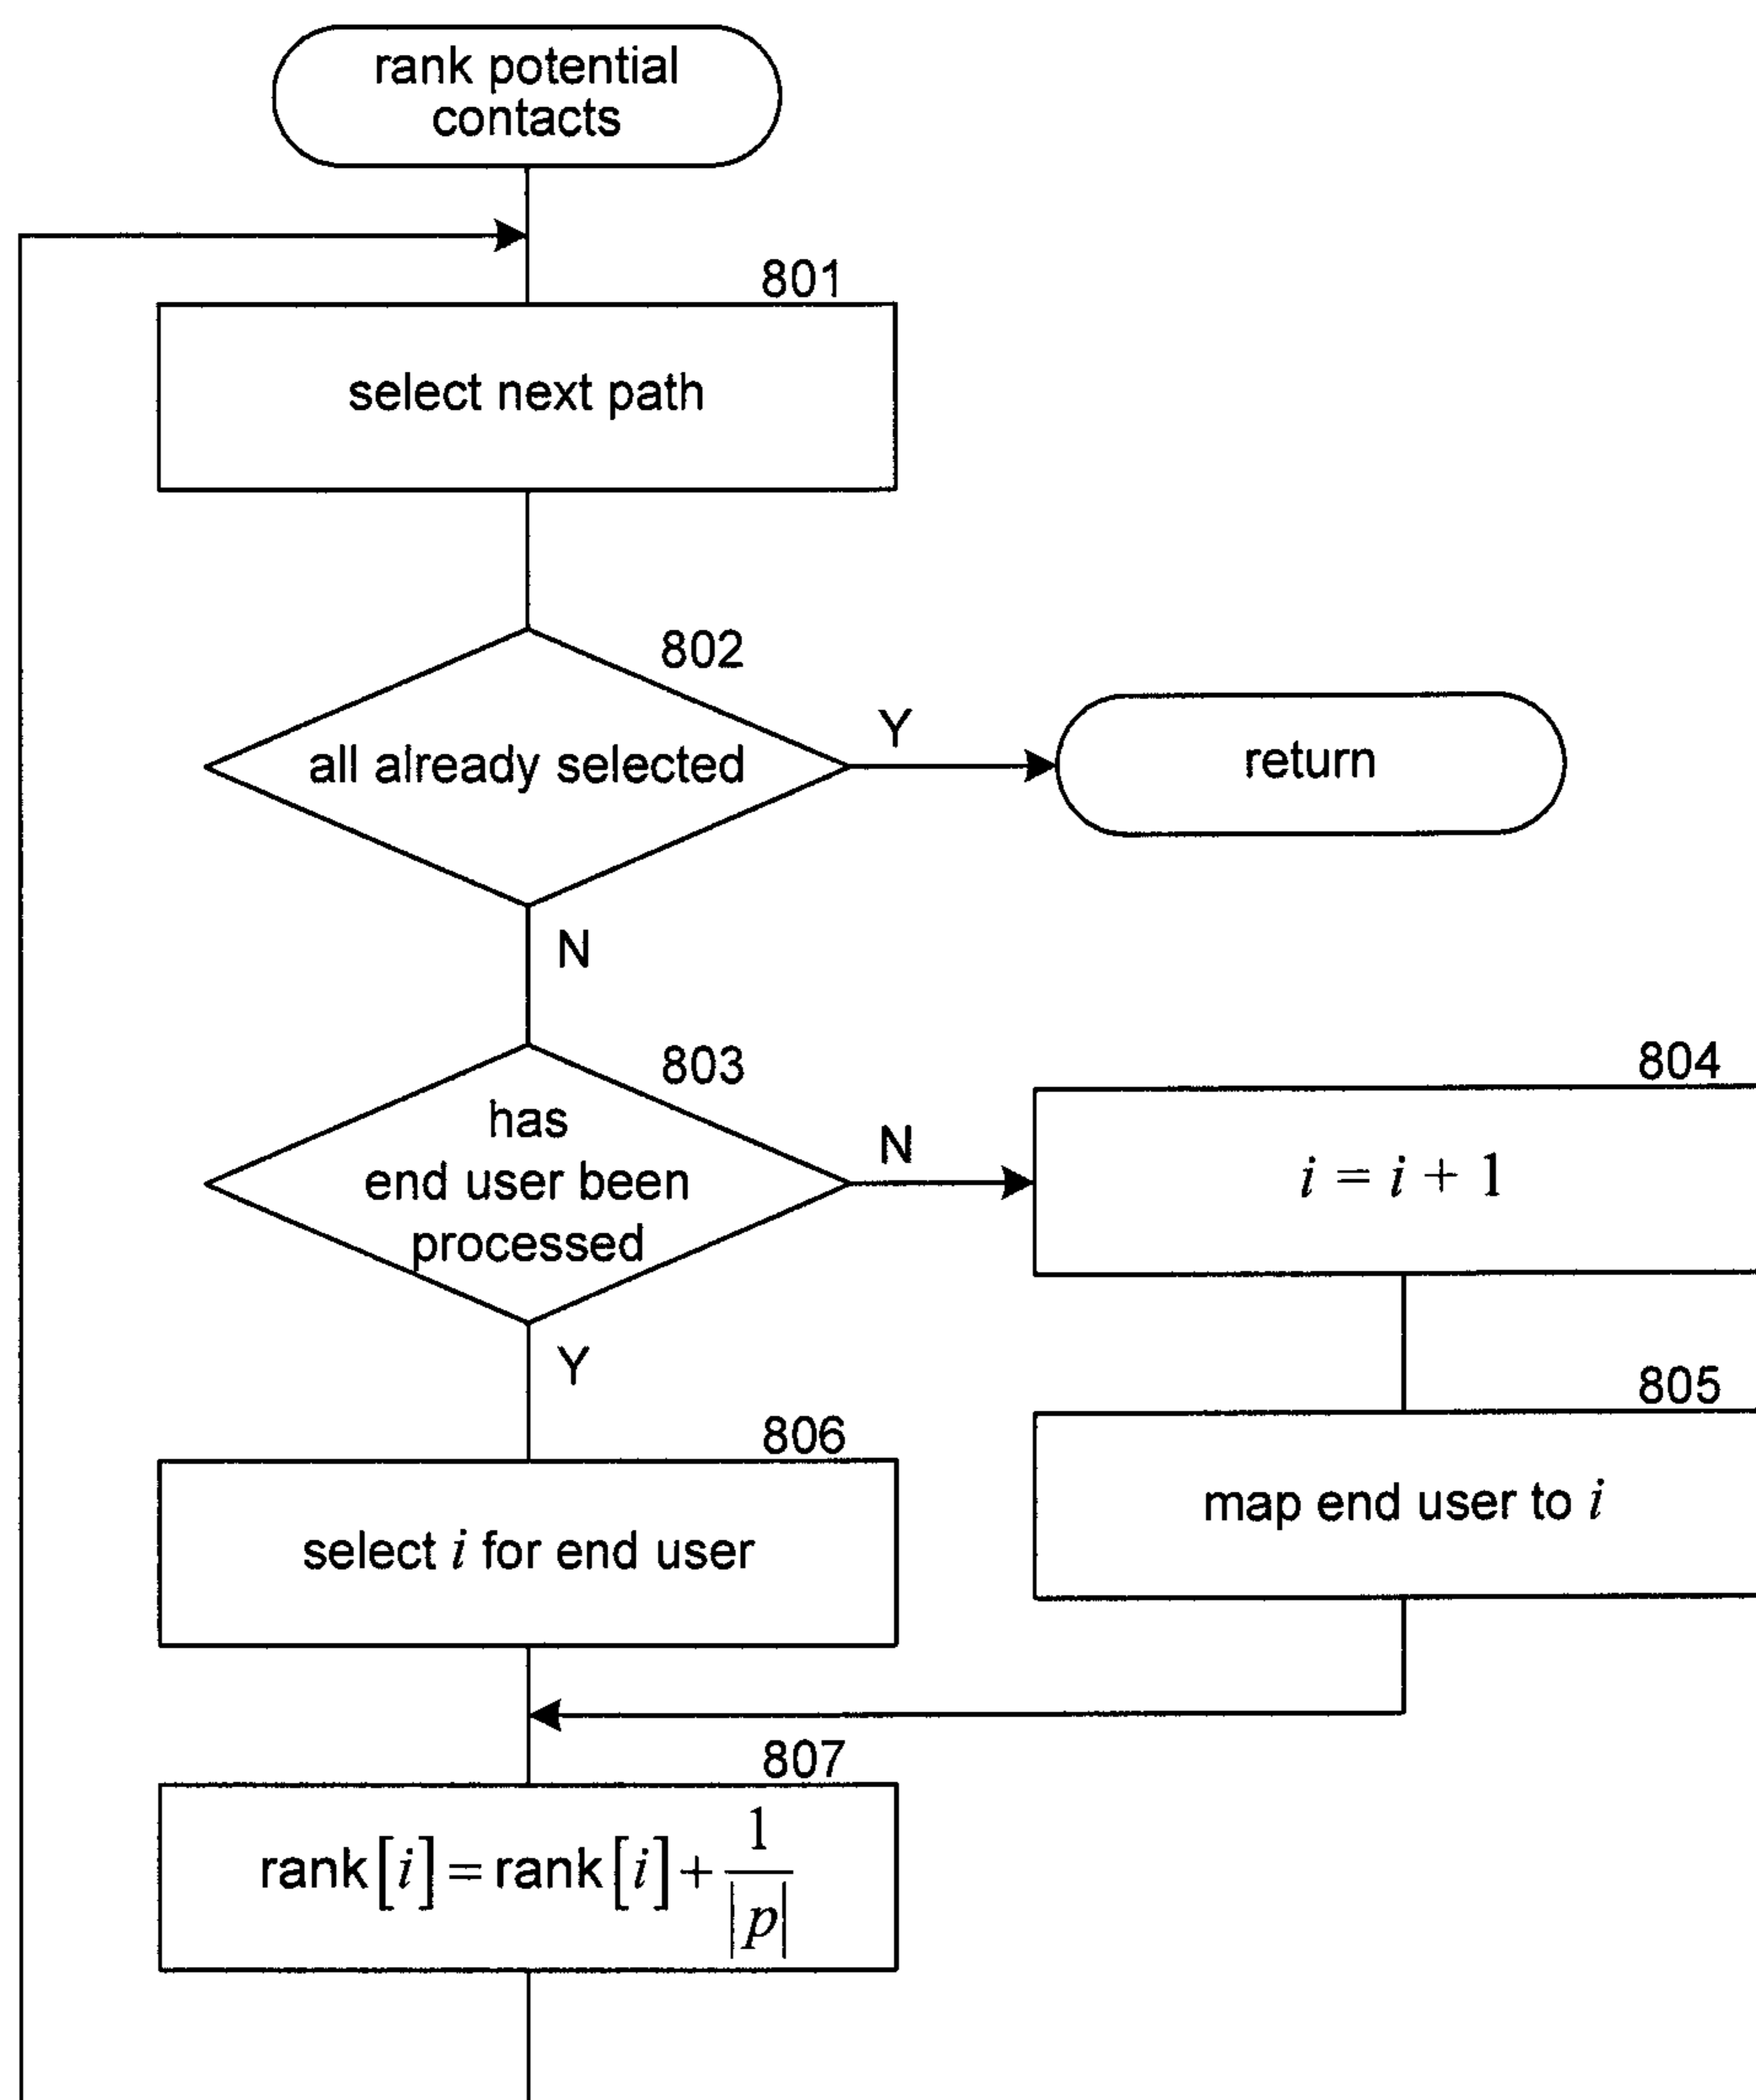 rank potential
contacts
801
select next path
802
all already selected
Y
return
N
803
has
end user been
processed
N
804
i = i + 1
Y
805
map end user to i
806
select i for end user
807
rank[i] = rank[i] + 1/|p|